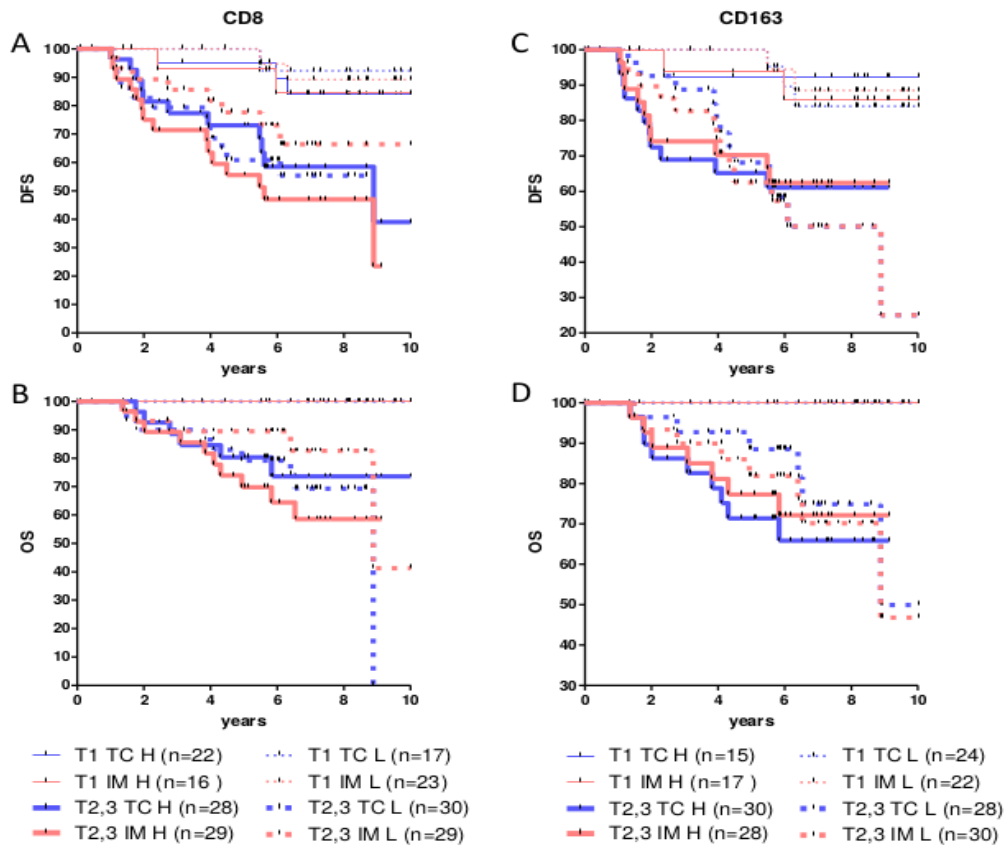 CD8
CD163
A
100
90
80
70
60
50
40
30
20
10
0
DFS
0 2 4 6 8 10
years
C
100
90
80
70
60
50
40
30
20
DFS
0 2 4 6 8 10
years
B
100
90
80
70
60
50
40
30
20
10
0
OS
0 2 4 6 8 10
years
D
100
90
80
70
60
50
40
30
OS
0 2 4 6 8 10
years
T1 TC H (n=22)
T1 IM H (n=16 )
T2,3 TC H (n=28)
T2,3 IM H (n=29)
T1 TC L (n=17)
T1 IM L (n=23)
T2,3 TC L (n=30)
T2,3 IM L (n=29)
T1 TC H (n=15)
T1 IM H (n=17 )
T2,3 TC H (n=30)
T2,3 IM H (n=28)
T1 TC L (n=24)
T1 IM L (n=22)
T2,3 TC L (n=28)
T2,3 IM L (n=30)